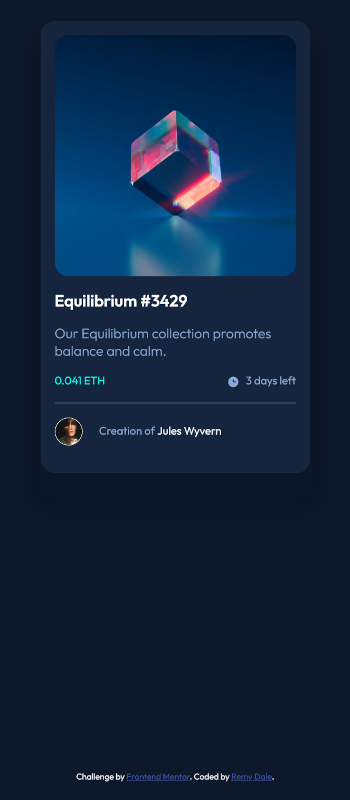 Equilibrium #3429
Our Equilibrium collection promotes
balance and calm.
0.041 ETH
3 days left
Creation of Jules Wyvern
Challenge by Frontend Mentor. Coded by Remy Dale.